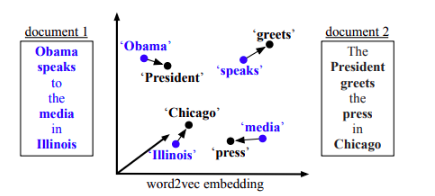 document 1
Obama
speaks
to
the
media
in
Illinois
‘Obama’
‘President’
‘greets’
‘speaks’
‘Chicago’
‘Illinois’
‘media’
‘press’
word2vec embedding
document 2
The
President
greets
the
press
in
Chicago